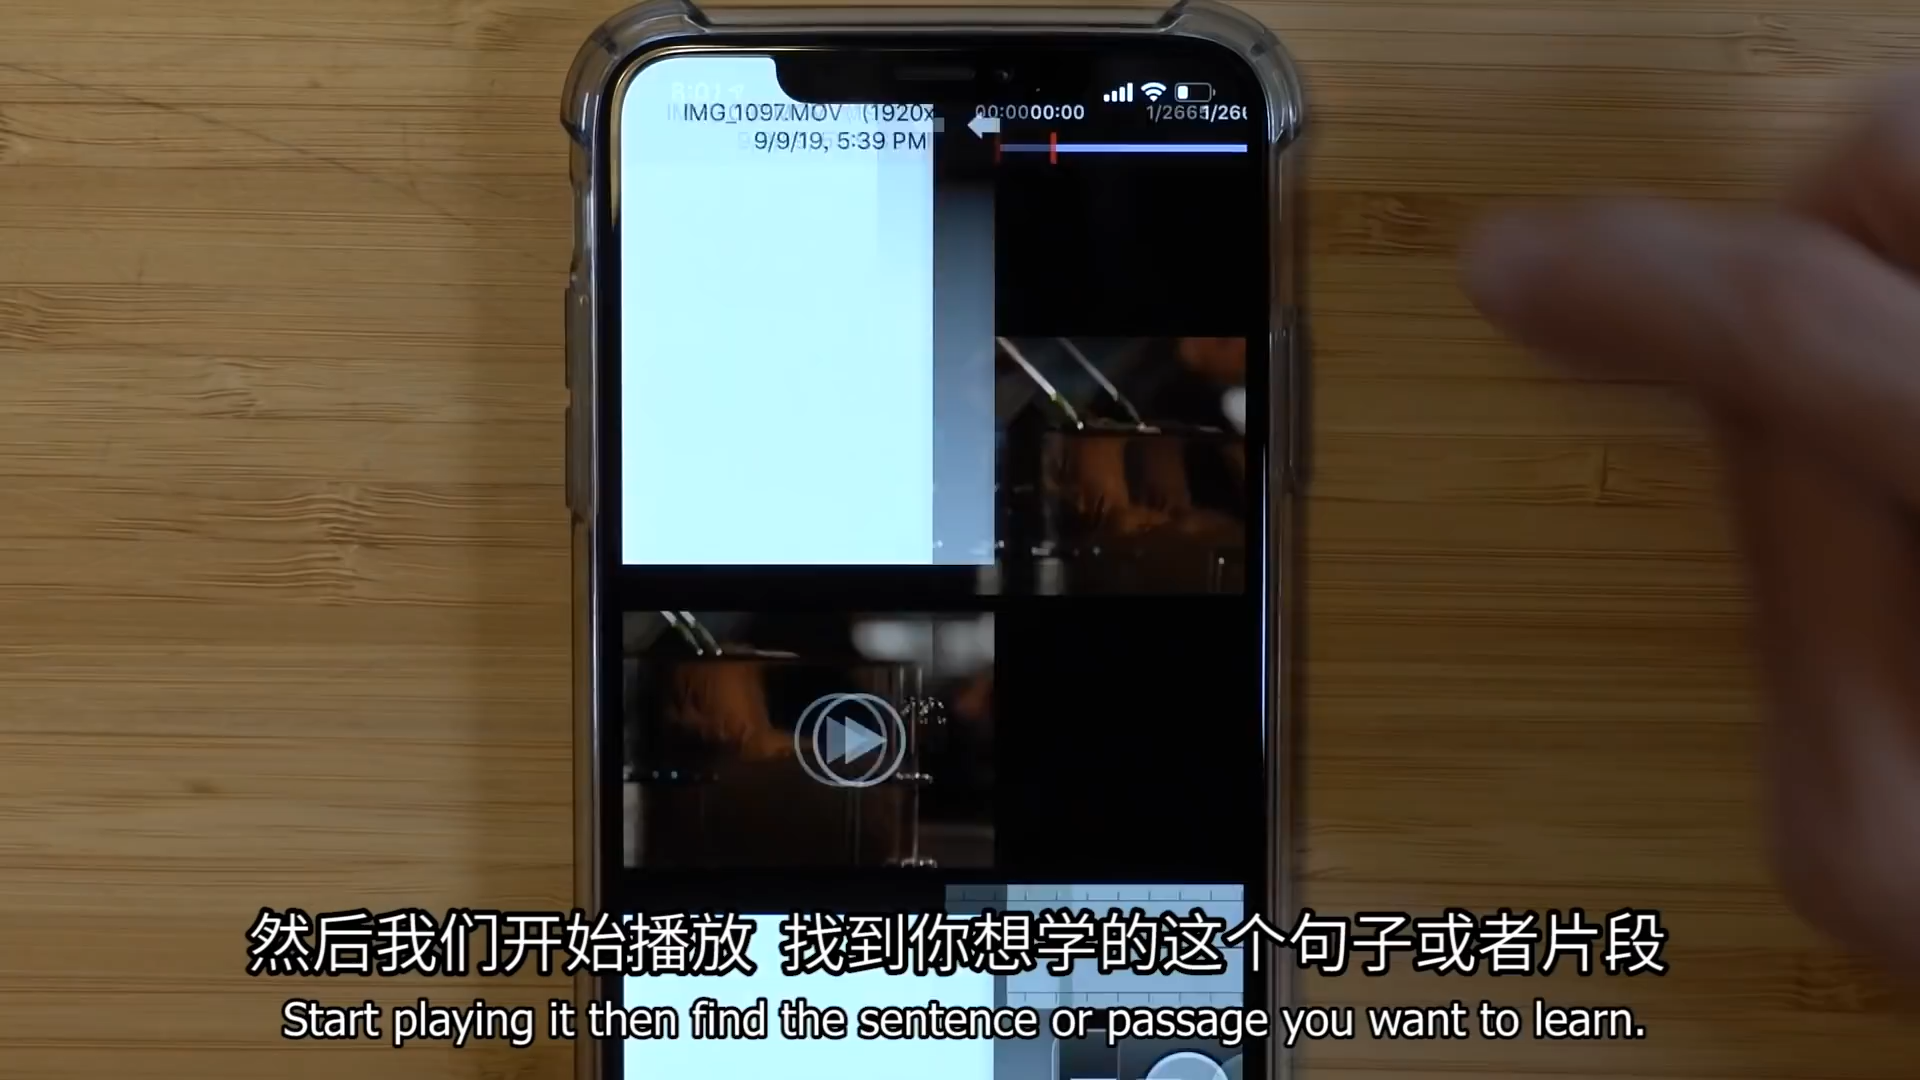 IMG_1097.MOV (1920x
00:0000:00
9/9/19, 5:39 PM
然后我们开始播放 找到你想学的这个句子或者片段
Start playing it then find the sentence or passage you want to learn.